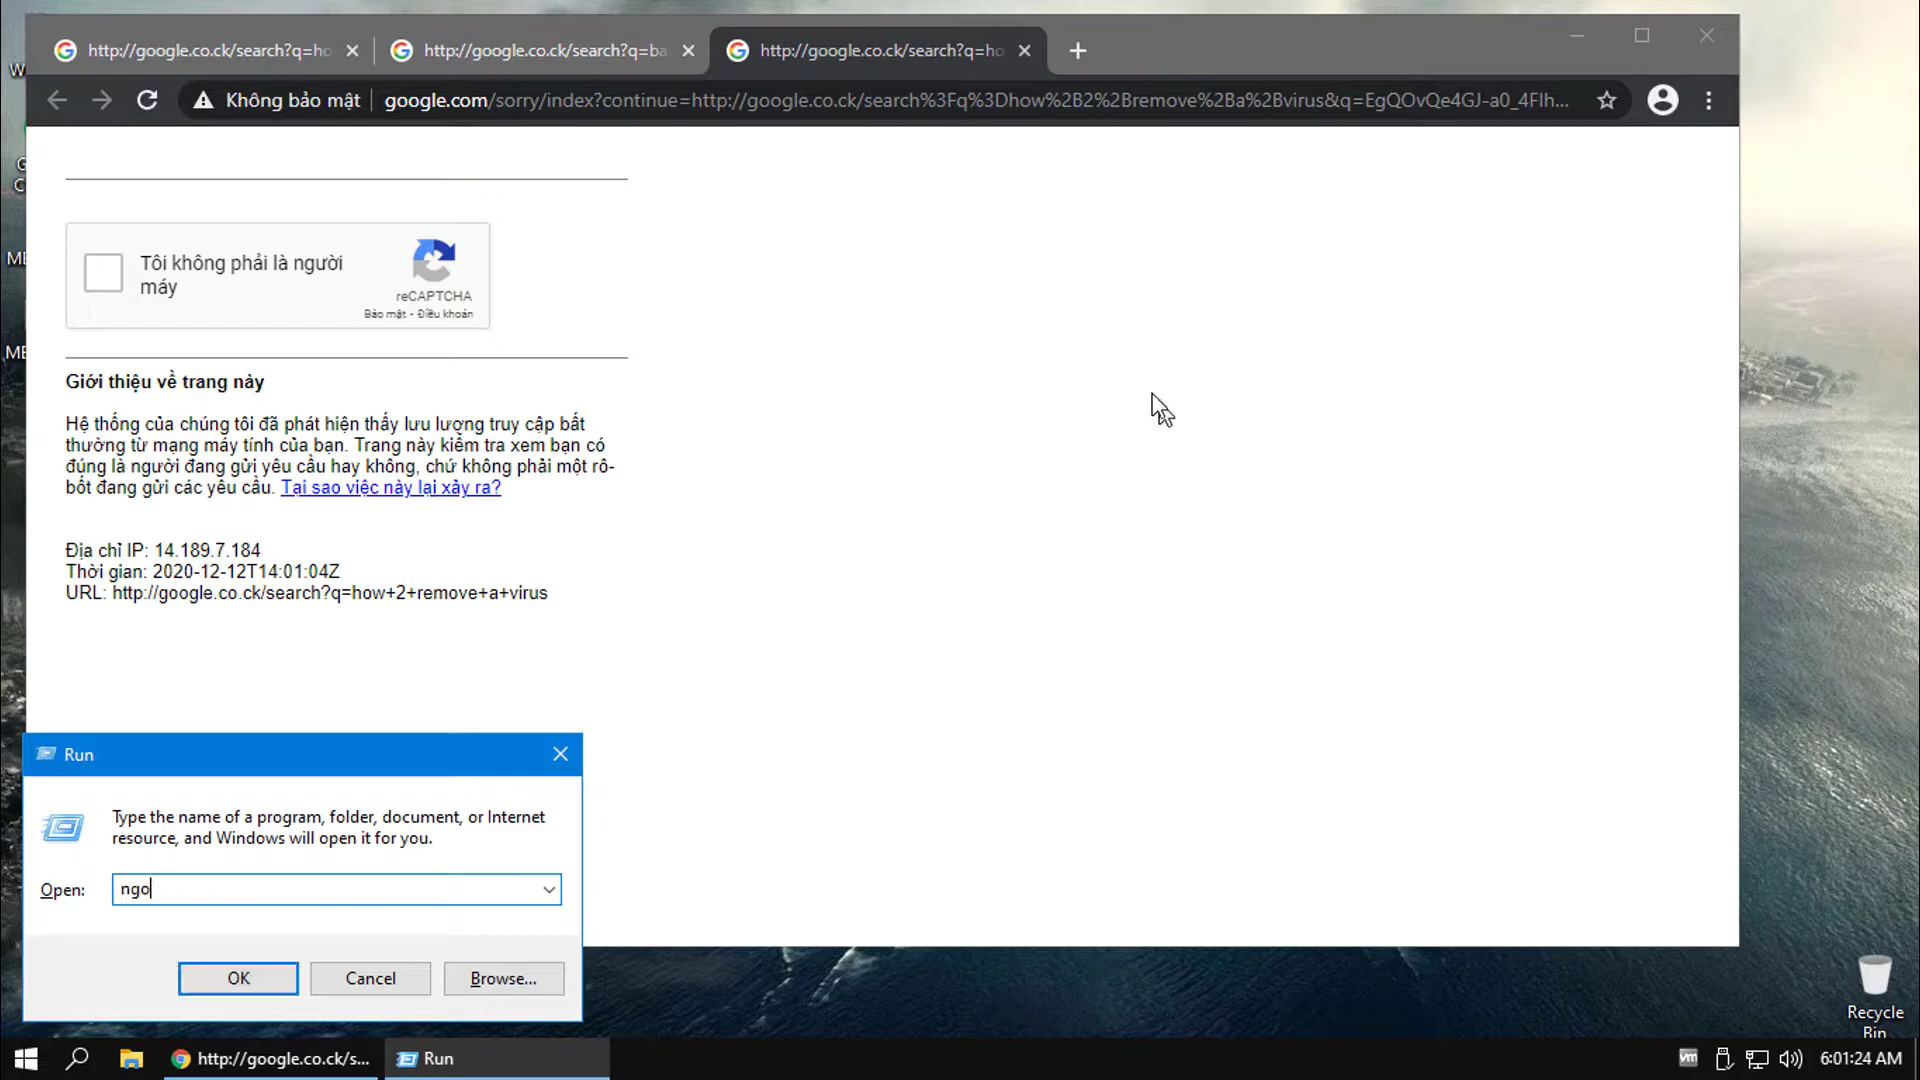 http://google.co.ck/search?q=ho
http://google.co.ck/search?q=ba
http://google.co.ck/search?q=ho
Không bảo mật
google.com/sorry/index?continue=http://google.co.ck/search%3Fq%3Dhow%2B2%2Bremove%2Ba%2Bvirus&q=EgQOvQe4GJ-a0_4FIh...
Tôi không phải là người
máy
reCAPTCHA
Bảo mật - Điều khoản
Giới thiệu về trang này
Hệ thống của chúng tôi đã phát hiện thấy lưu lượng truy cập bất
thường từ mạng máy tính của bạn. Trang này kiểm tra xem bạn có
đúng là người đang gửi yêu cầu hay không, chứ không phải một rô-
bốt đang gửi các yêu cầu. Tại sao việc này lại xảy ra?
Địa chỉ IP: 14.189.7.184
Thời gian: 2020-12-12T14:01:04Z
URL: http://google.co.ck/search?q=how+2+remove+a+virus
Run
Type the name of a program, folder, document, or Internet
resource, and Windows will open it for you.
Open: ngo
OK Cancel Browse...
Recycle
Bin
http://google.co.ck/s...
Run
vm
6:01:24 AM